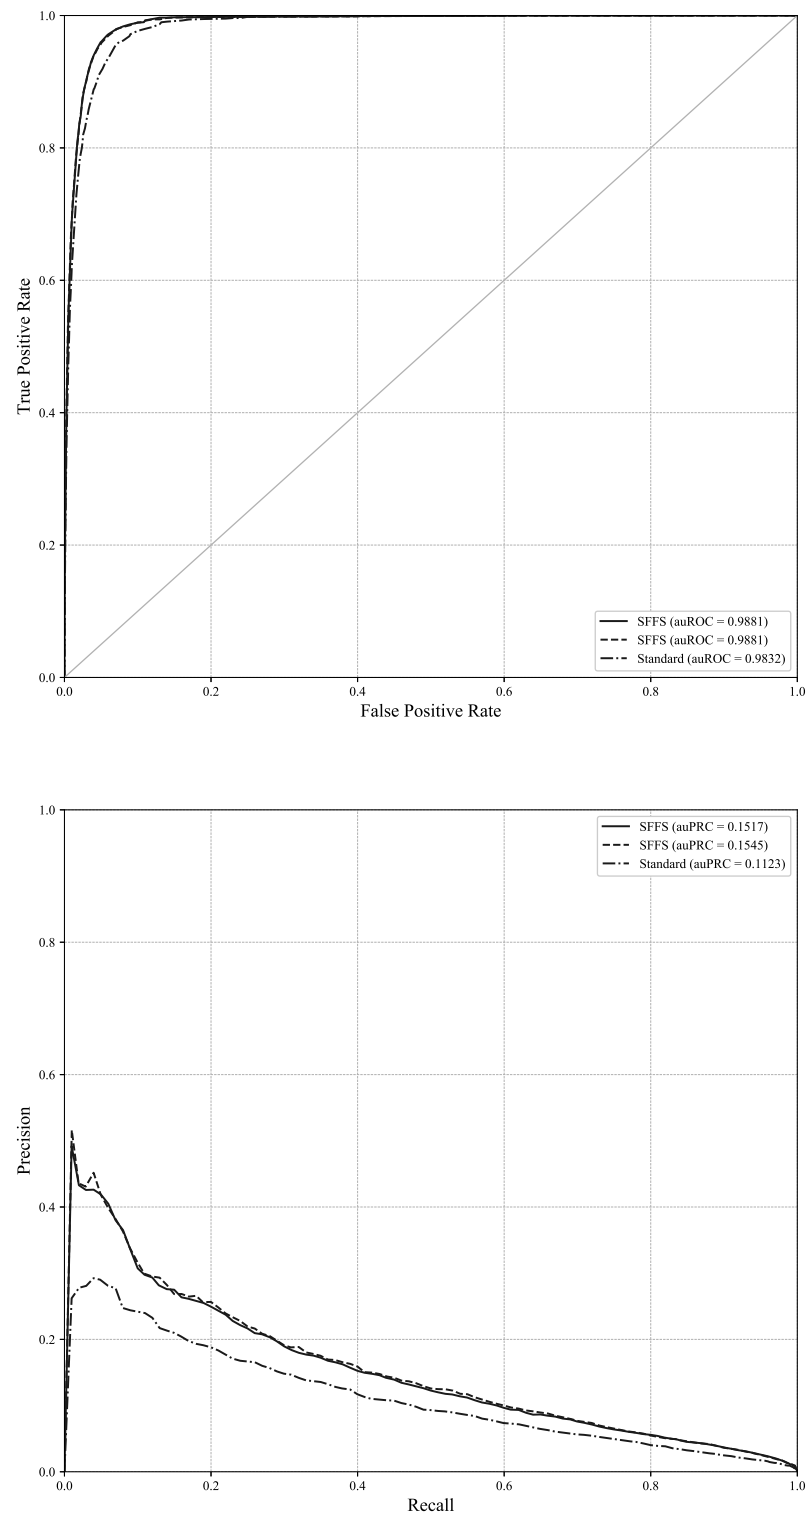 1.0
0.8
0.6
0.4
0.2
0.0
True Positive Rate
SFFS (auROC = 0.9881)
SFFS (auROC = 0.9881)
Standard (auROC = 0.9832)
0.0 0.2 0.4 0.6 0.8 1.0
False Positive Rate
1.0
0.8
0.6
0.4
0.2
0.0
Precision
SFFS (auPRC = 0.1517)
SFFS (auPRC = 0.1545)
Standard (auPRC = 0.1123)
0.0 0.2 0.4 0.6 0.8 1.0
Recall